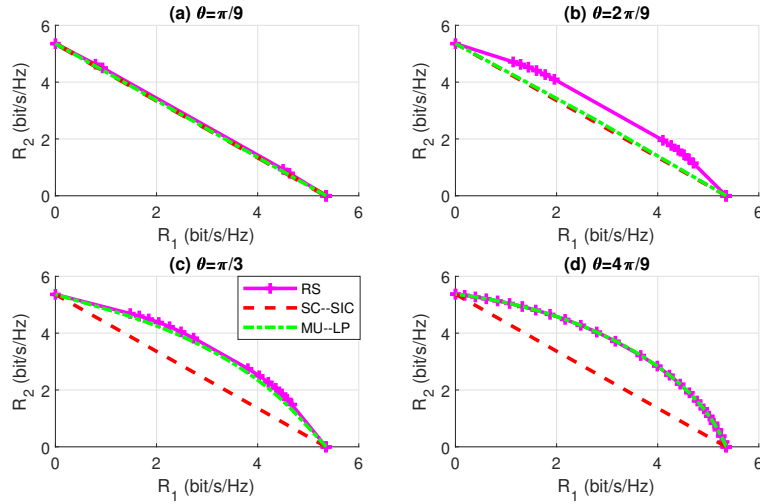 (a) θ=π/9
6
4
2
0
0 2 4 6
R2 (bit/s/Hz)
R1 (bit/s/Hz)
(b) θ=2π/9
6
4
2
0
0 2 4 6
R2 (bit/s/Hz)
R1 (bit/s/Hz)
(c) θ=π/3
6
4
2
0
0 2 4 6
R2 (bit/s/Hz)
R1 (bit/s/Hz)
RS
SC--SIC
MU--LP
(d) θ=4π/9
6
4
2
0
0 2 4 6
R2 (bit/s/Hz)
R1 (bit/s/Hz)